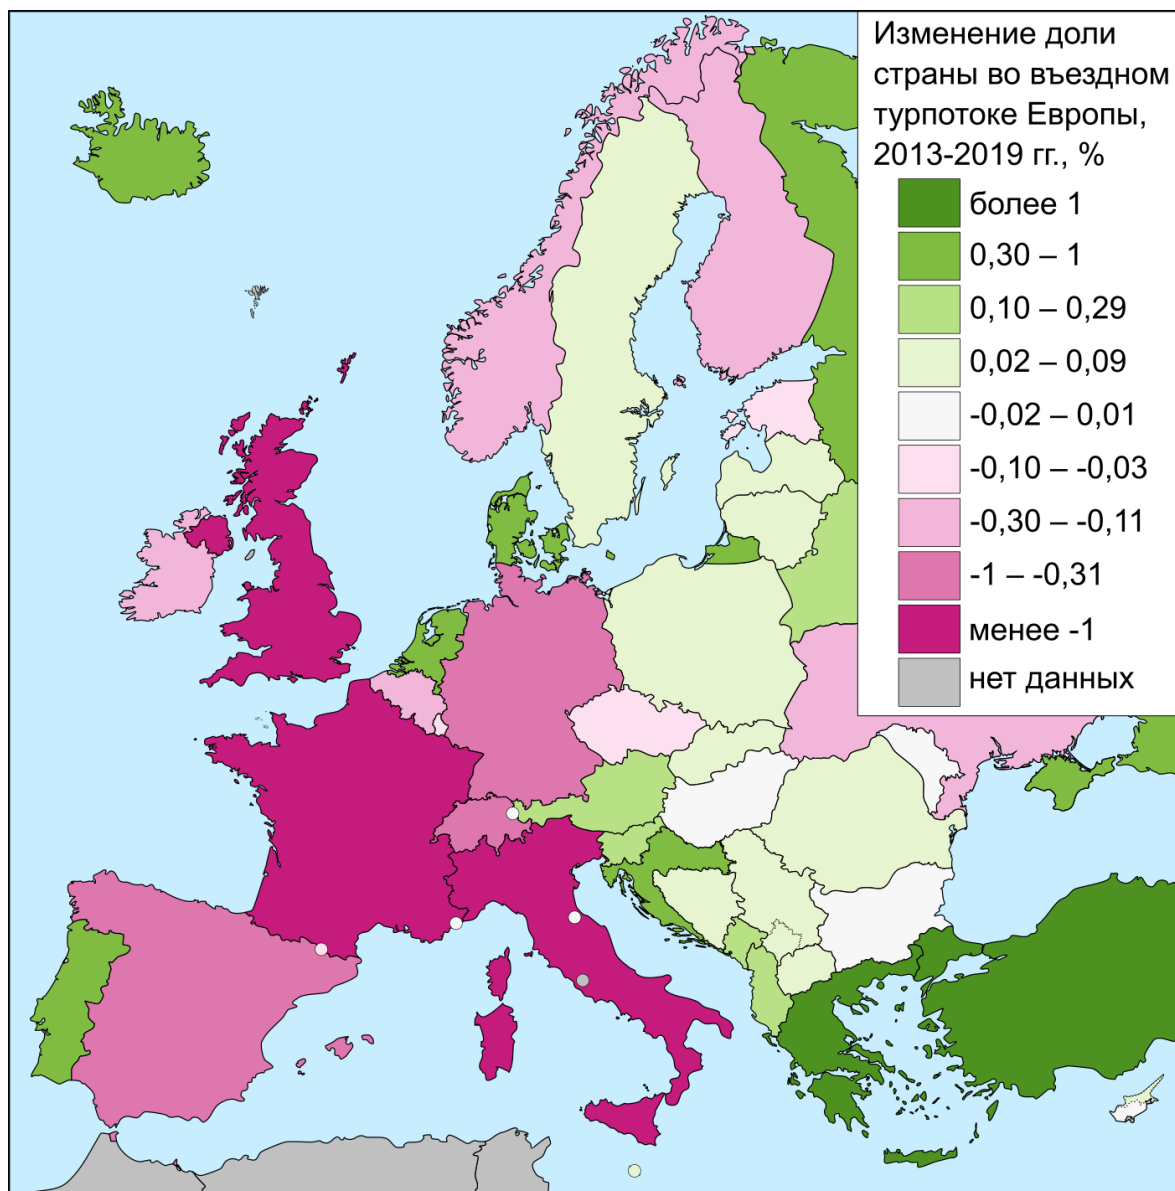 Изменение доли
страны во въездном
турпотоке Европы,
2013-2019 гг., %
более 1
0,30 – 1
0,10 – 0,29
0,02 – 0,09
-0,02 – 0,01
-0,10 – -0,03
-0,30 – -0,11
-1 – -0,31
менее -1
нет данных